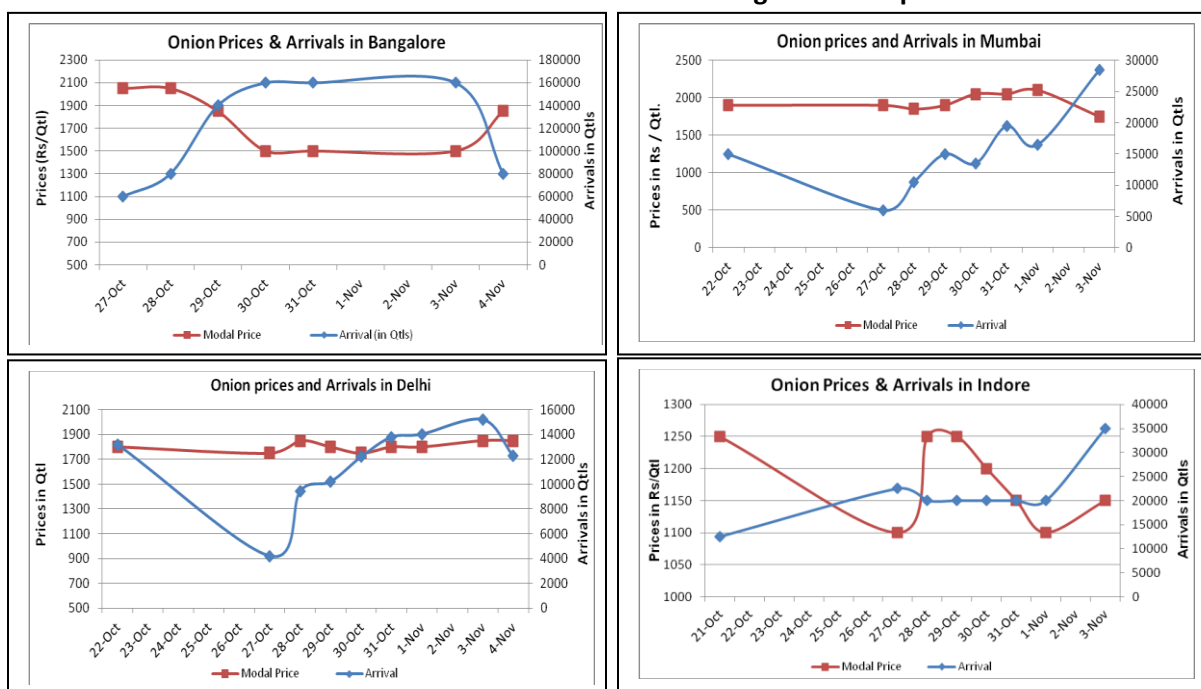 Onion Prices & Arrivals in Bangalore
Prices (Rs/Qtl)
2300
2100
1900
1700
1500
1300
1100
900
700
500
180000
160000
140000
120000
100000
80000
60000
40000
20000
0
Arrivals in Qtls
27-Oct
28-Oct
29-Oct
30-Oct
31-Oct
1-Nov
2-Nov
3-Nov
4-Nov
Modal Price
Arrival (in Qtls)
Onion prices and Arrivals in Mumbai
Prices in Rs / Qtl.
2500
2000
1500
1000
500
0
30000
25000
20000
15000
10000
5000
0
Arrivals in Qtls
22-Oct
23-Oct
24-Oct
25-Oct
26-Oct
27-Oct
28-Oct
29-Oct
30-Oct
31-Oct
1-Nov
2-Nov
3-Nov
Modal Price
Arrival
Onion prices and Arrivals in Delhi
Prices in Qtl
2100
1900
1700
1500
1300
1100
900
700
500
16000
14000
12000
10000
8000
6000
4000
2000
0
Arrivals in Qtls
22-Oct
23-Oct
24-Oct
25-Oct
26-Oct
27-Oct
28-Oct
29-Oct
30-Oct
31-Oct
1-Nov
2-Nov
3-Nov
4-Nov
Modal Price
Arrival
Onion Prices & Arrivals in Indore
Prices in Rs/Qtl
1300
1250
1200
1150
1100
1050
1000
40000
35000
30000
25000
20000
15000
10000
5000
0
Arrivals in Qtls
21-Oct
22-Oct
23-Oct
24-Oct
25-Oct
26-Oct
27-Oct
28-Oct
29-Oct
30-Oct
31-Oct
1-Nov
2-Nov
3-Nov
Modal Price
Arrival